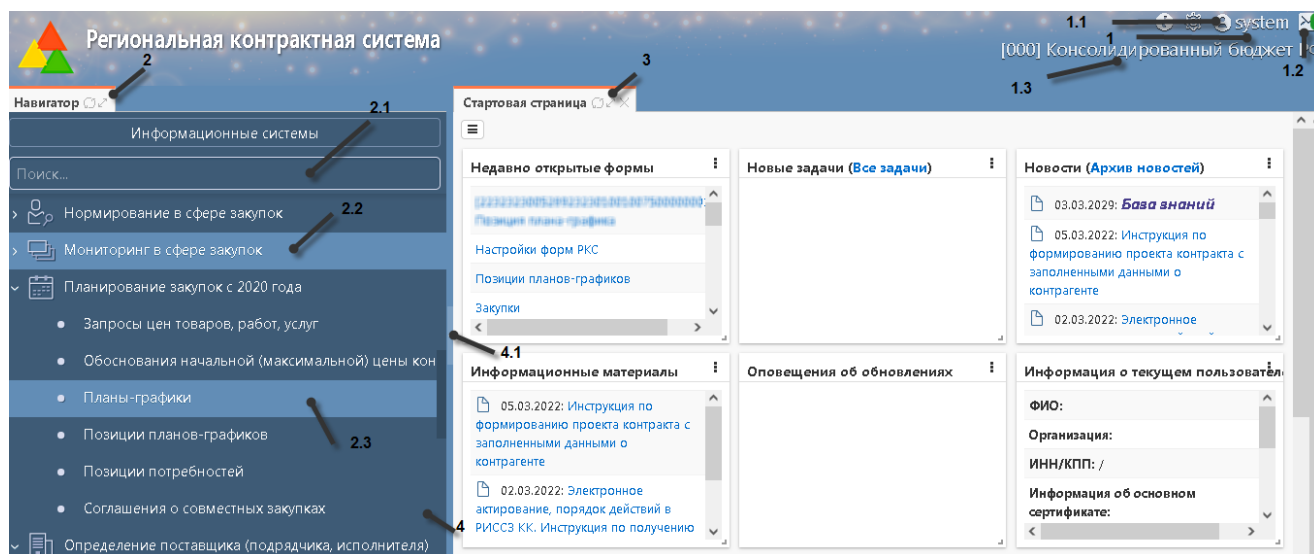 1.1
system
Региональная контрактная система
1
[000] Консолидированный бюджет
1.2
2
3
1.3
Навигатор
2.1
Стартовая страница
Информационные системы
Поиск...
Недавно открытые формы
Новые задачи (Все задачи)
Новости (Архив новостей)
Нормирование в сфере закупок
2.2
03.03.2029: База знаний
Позиция плана-графика
Мониторинг в сфере закупок
Настройки форм РКС
05.03.2022: Инструкция по
формированию проекта контракта с
заполненными данными о
контрагенте
Планирование закупок с 2020 года
Позиции планов-графиков
Закупки
02.03.2022: Электронное
Запросы цен товаров, работ, услуг
4.1
Обоснования начальной (максимальной) цены кон
Информационные материалы
Оповещения об обновлениях
Информация о текущем пользовател
Планы-графики
05.03.2022: Инструкция по
формированию проекта контракта с
заполненными данными о
контрагенте
ФИО:
Организация:
ИНН/КПП: /
Информация об основном
сертификате:
Позиции планов-графиков
2.3
Позиции потребностей
02.03.2022: Электронное
актирование, порядок действий в
РИССЗ КК. Инструкция по получению
Соглашения о совместных закупках
4
Определение поставщика (подрядчика, исполнителя)